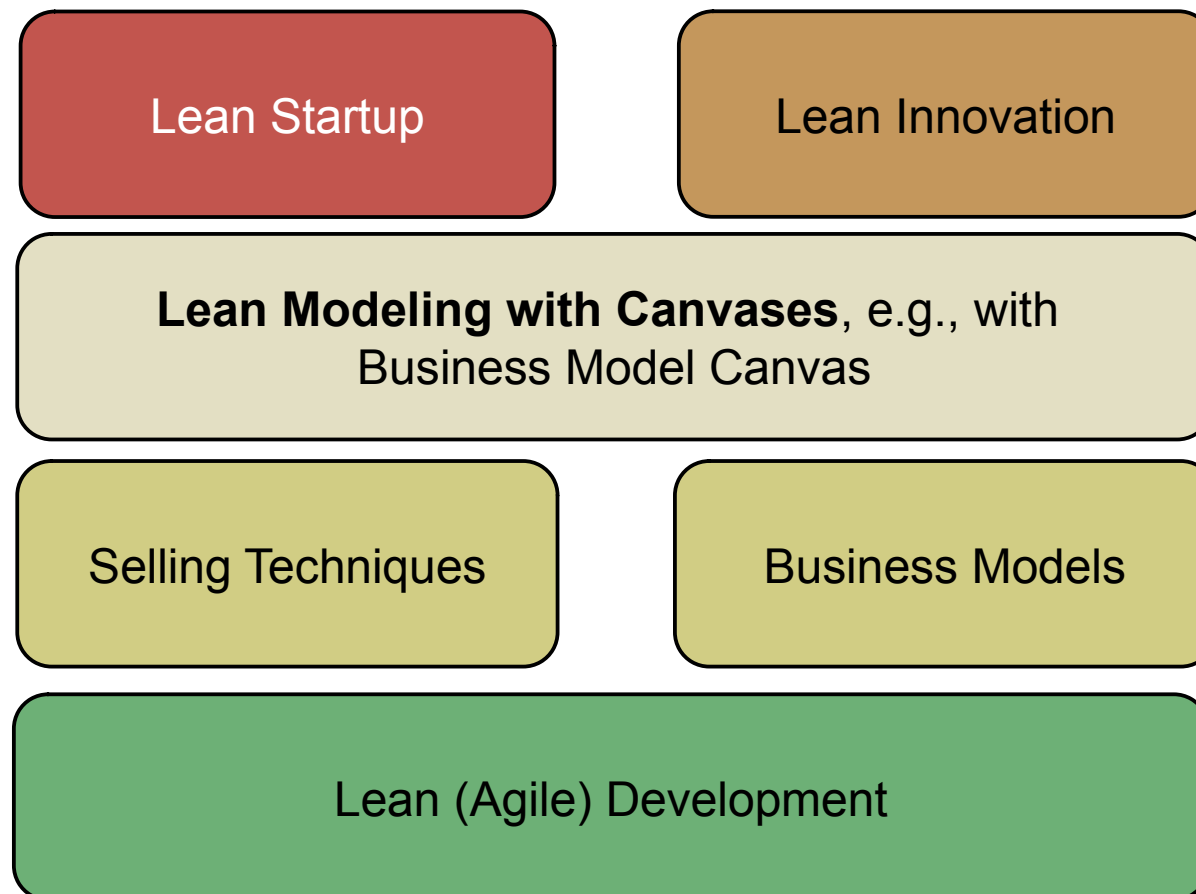 Lean Startup
Lean Innovation
Lean Modeling with Canvases, e.g., with
Business Model Canvas
Selling Techniques
Business Models
Lean (Agile) Development